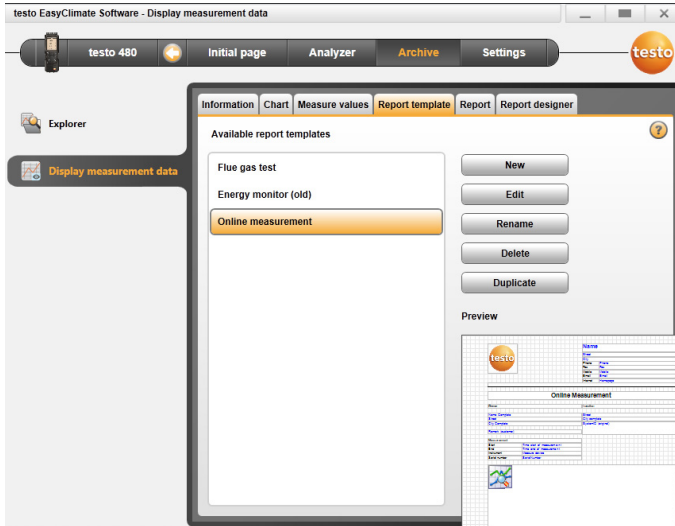 testo EasyClimate Software - Display measurement data
testo 480
Initial page
Analyzer
Archive
Settings
testo
Explorer
Display measurement data
Information
Chart
Measure values
Report template
Report
Report designer
Available report templates
?
Flue gas test
Energy monitor (old)
Online measurement
New
Edit
Rename
Delete
Duplicate
Preview
testo
Name
Online Measurement